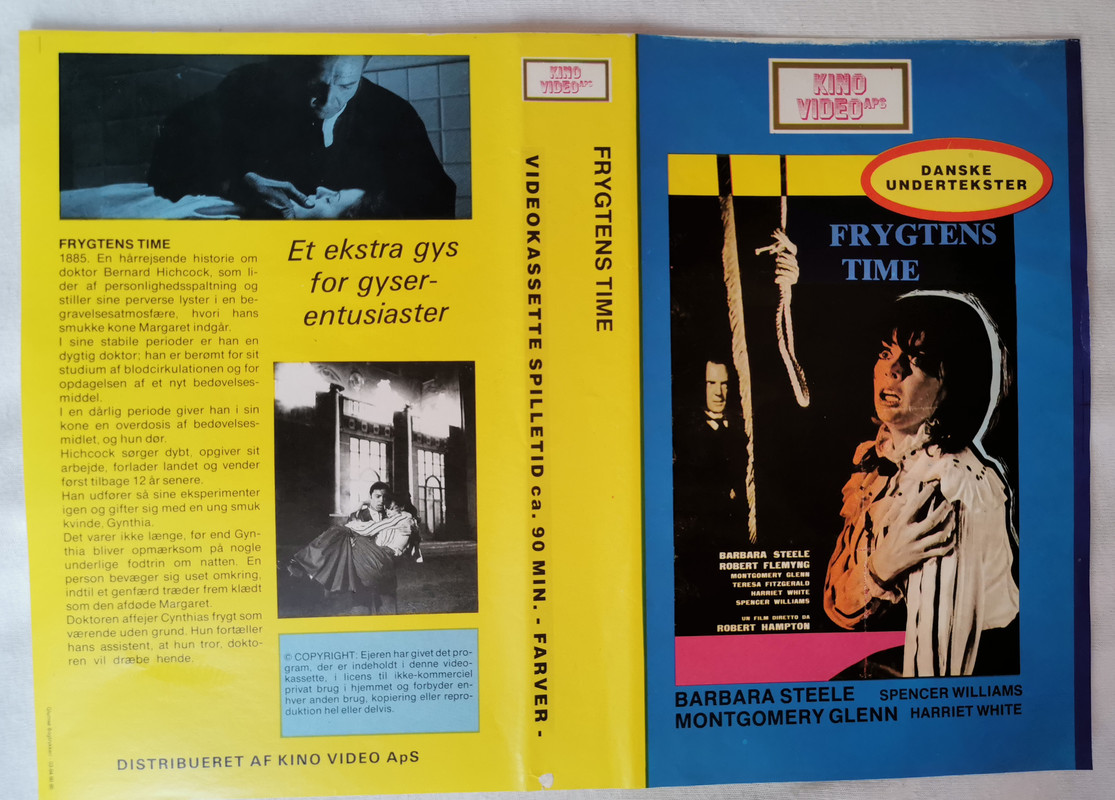 FRYGTENS TIME
1885. En hårrejsende historie om
doktor Bernard Hichcock, som li-
der af personlighedsspaltning og
stiller sine perverse lyster i en be-
gravelsesatmosfære, hvori hans
smukke kone Margaret indgår.
I sine stabile perioder er han en
dygtig doktor; han er berømt for sit
studium af blodcirkulationen og for
opdagelsen af et nyt bedøvelses-
middel.
I en dårlig periode giver han i sin
kone en overdosis af bedøvelses-
midlet, og hun dør.
Hichcock sørger dybt, opgiver sit
arbejde, forlader landet og vender
først tilbage 12 år senere.
Han udfører så sine eksperimenter
igen og gifter sig med en ung smuk
kvinde, Gynthia.
Det varer ikke længe, før end Gyn-
thia bliver opmærksom på nogle
underlige fodtrin om natten. En
person bevæger sig uset omkring,
indtil et genfærd træder frem klædt
som den afdøde Margaret.
Doktoren affejer Cynthias frygt som
værende uden grund. Hun fortæller
hans assistent, at hun tror, dokto-
ren vil dræbe hende.
Et ekstra gys
for gyser-
entusiaster
© COPYRIGHT: Ejeren har givet det pro-
gram, der er indeholdt i denne video-
kassette, i licens til ikke-kommerciel
privat brug i hjemmet og forbyder en-
hver anden brug, kopiering eller repro-
duktion hel eller delvis.
DISTRIBUERET AF KINO VIDEO ApS
KINO
VIDEO APS
FRYGTENS TIME
VIDEOKASSETTE SPILLETID ca. 90 MIN. - FARVER -
KINO
VIDEO APS
DANSKE
UNDERTEKSTER
FRYGTENS
TIME
BARBARA STEELE
ROBERT FLEMYNG
MONTGOMERY GLENN
TERESA FITZGERALD
HARRIET WHITE
SPENCER WILLIAMS
UN FILM DIRETTO DA
ROBERT HAMPTON
BARBARA STEELE SPENCER WILLIAMS
MONTGOMERY GLENN HARRIET WHITE